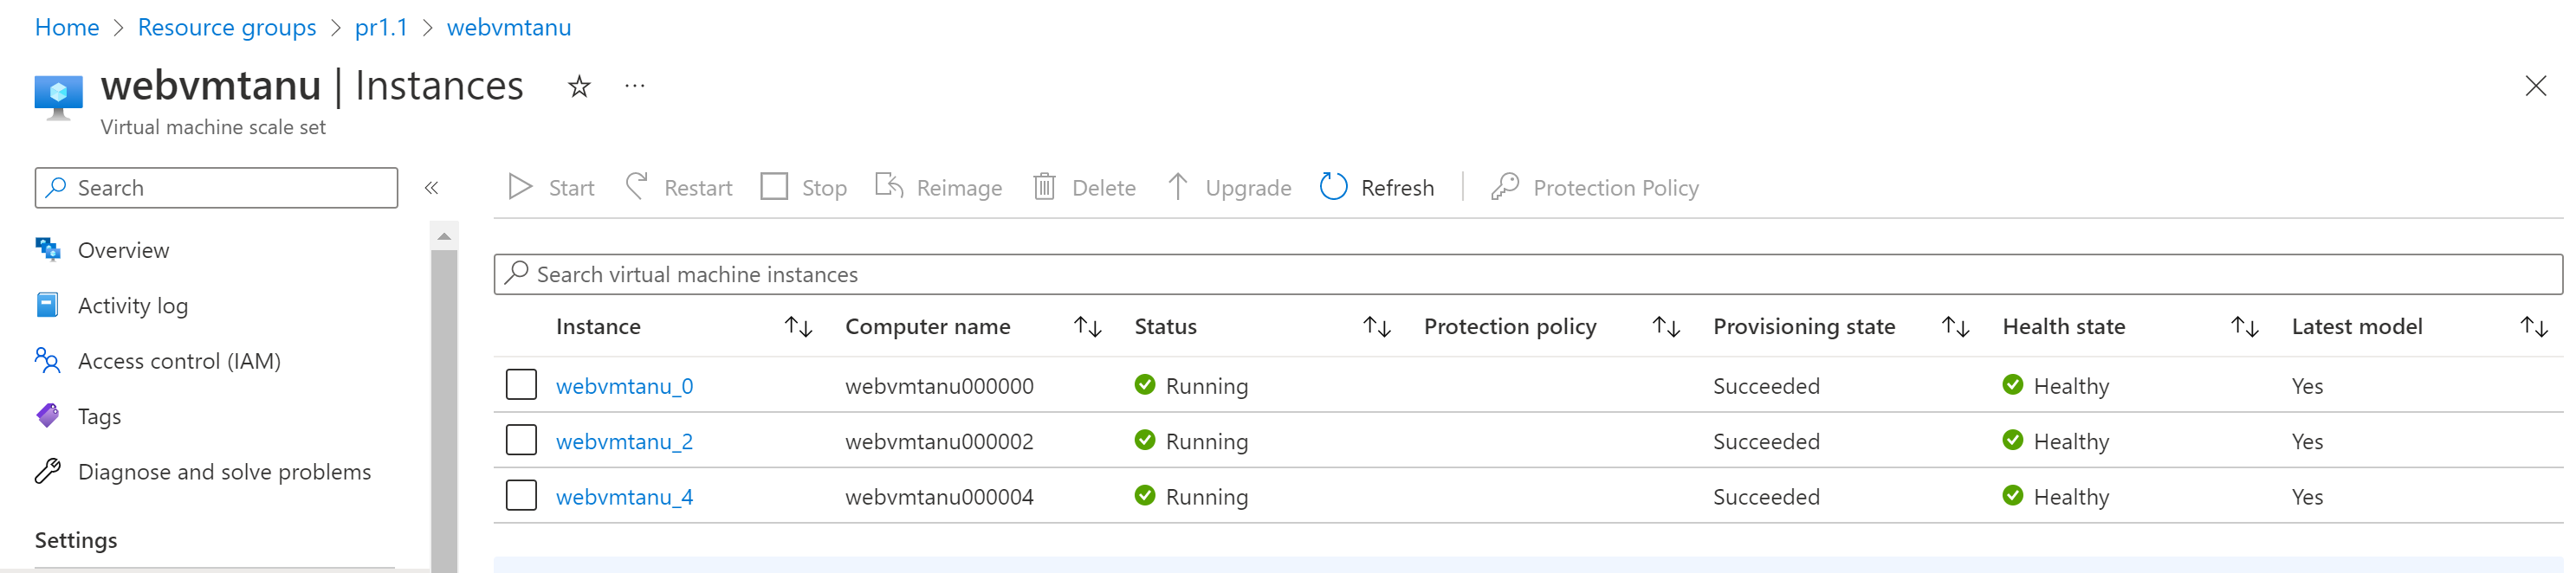 Home > Resource groups > pr1.1 > webvmtanu
webvmtanu | Instances ...
Virtual machine scale set
Search
Start Restart Stop Reimage Delete Upgrade Refresh Protection Policy
Overview
Activity log
Access control (IAM)
Tags
Diagnose and solve problems
Settings
Search virtual machine instances
Instance Computer name Status Protection policy Provisioning state Health state Latest model
webvmtanu_0 webvmtanu000000 Running Succeeded Healthy Yes
webvmtanu_2 webvmtanu000002 Running Succeeded Healthy Yes
webvmtanu_4 webvmtanu000004 Running Succeeded Healthy Yes